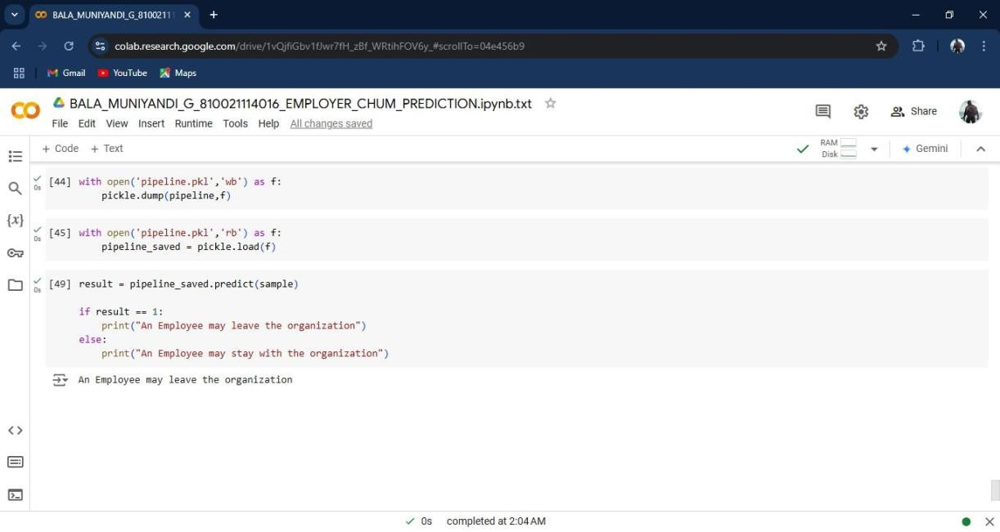 BALA_MUNIYANDI_G_8100211
colab.research.google.com/drive/1vQjfiGbv1fJwr7fH_zBf_WRtihFOV6y_#scrollTo=04e456b9
Gmail YouTube Maps
BALA_MUNIYANDI_G_810021114016_EMPLOYER_CHUM_PREDICTION.ipynb.txt
File Edit View Insert Runtime Tools Help All changes saved
Share
+ Code + Text
RAM
Disk
Gemini
[44] with open('pipeline.pkl','wb') as f:
0s
pickle.dump(pipeline,f)
[45] with open('pipeline.pkl','rb') as f:
0s
pipeline_saved = pickle.load(f)
[49] result = pipeline_saved.predict(sample)
0s
if result == 1:
print("An Employee may leave the organization")
else:
print("An Employee may stay with the organization")
An Employee may leave the organization
0s completed at 2:04 AM